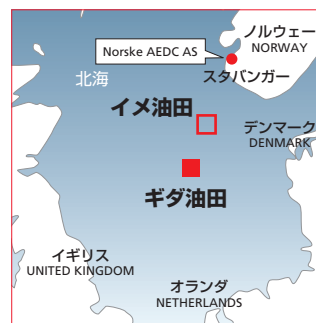 ノルウェー
NORWAY
Norske AEDC AS
スタバンガー
北海
イメ油田
デンマーク
DENMARK
ギダ油田
イギリス
UNITED KINGDOM
オランダ
NETHERLANDS